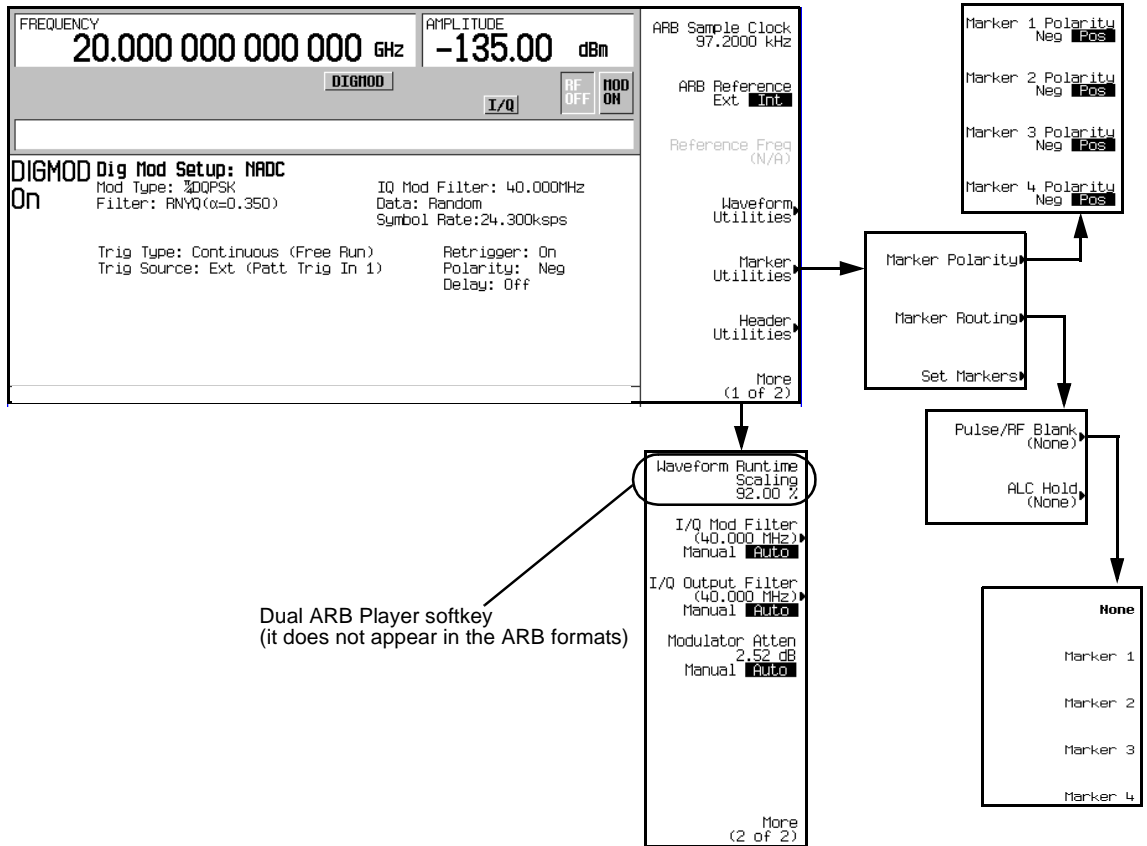 FREQUENCY
20.000 000 000 000 GHz
AMPLITUDE
-135.00 dBm
DIGMOD
I/Q
RF
OFF
MOD
ON
DIGMOD
On
Dig Mod Setup: NADC
Mod Type: π/4DQPSK
Filter: RNYQ(α=0.350)
IQ Mod Filter: 40.000MHz
Data: Random
Symbol Rate:24.300ksps
Trig Type: Continuous (Free Run)
Trig Source: Ext (Patt Trig In 1)
Retrigger: On
Polarity: Neg
Delay: Off
ARB Sample Clock
97.2000 kHz
ARB Reference
Ext Int
Reference Freq
(N/A)
Waveform
Utilities
Marker
Utilities
Header
Utilities
More
(1 of 2)
Marker 1 Polarity
Neg Pos
Marker 2 Polarity
Neg Pos
Marker 3 Polarity
Neg Pos
Marker 4 Polarity
Neg Pos
Marker Polarity
Marker Routing
Set Markers
Pulse/RF Blank
(None)
ALC Hold
(None)
None
Marker 1
Marker 2
Marker 3
Marker 4
Waveform Runtime
Scaling
92.00 %
I/Q Mod Filter
(40.000 MHz)
Manual Auto
I/Q Output Filter
(40.000 MHz)
Manual Auto
Modulator Atten
2.52 dB
Manual Auto
More
(2 of 2)
Dual ARB Player softkey
(it does not appear in the ARB formats)